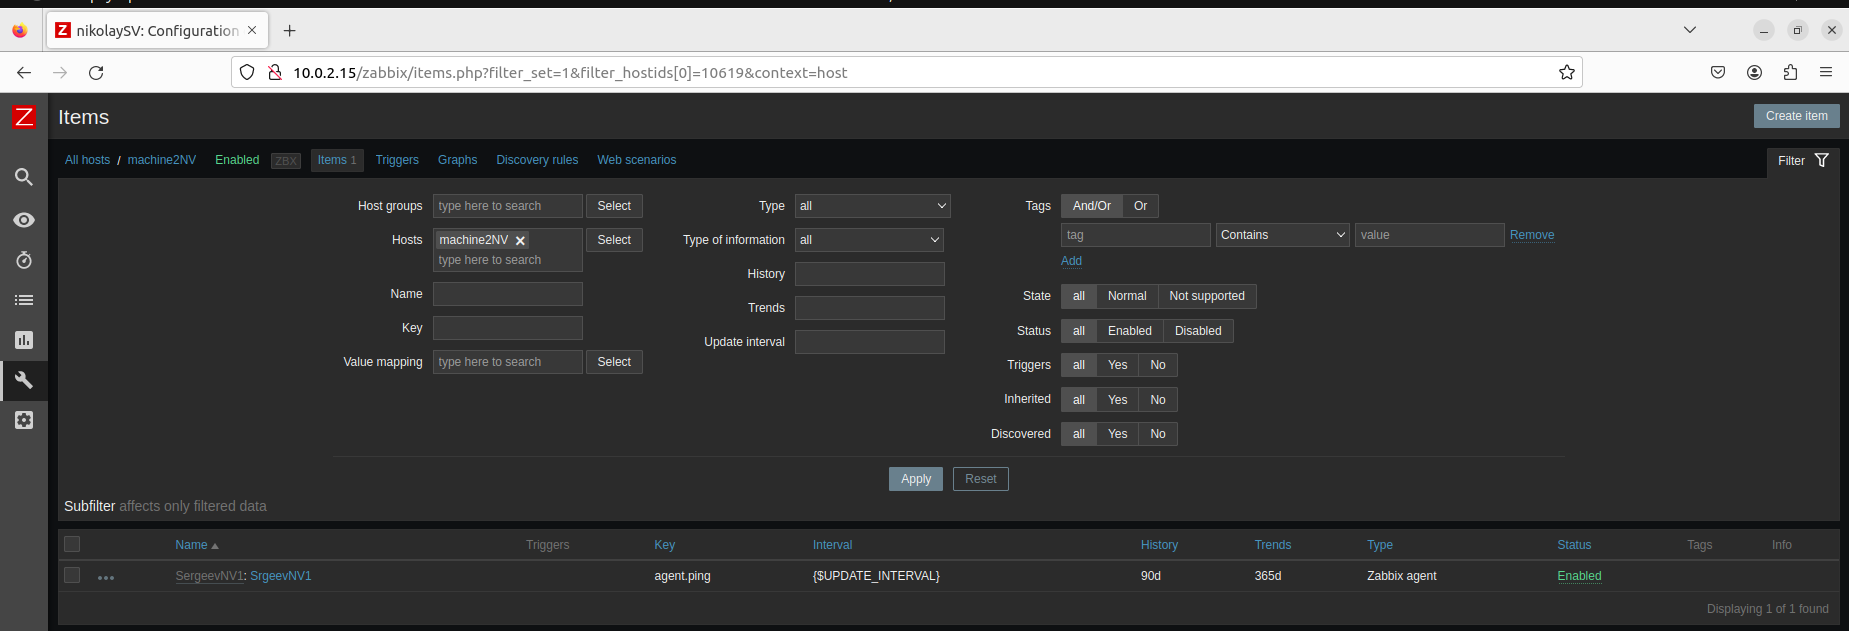 nikolaySV: Configuration
10.0.2.15/zabbix/items.php?filter_set=1&filter_hostids[0]=10619&context=host
Z
Items
Create item
All hosts / machine2NV Enabled ZBX Items 1 Triggers Graphs Discovery rules Web scenarios
Filter
Host groups type here to search Select
Hosts machine2NV Select
type here to search
Name
Key
Value mapping type here to search Select
Type all
Type of information all
History
Trends
Update interval
Tags And/Or Or
tag Contains value Remove
Add
State all Normal Not supported
Status all Enabled Disabled
Triggers all Yes No
Inherited all Yes No
Discovered all Yes No
Apply Reset
Subfilter affects only filtered data
Name Triggers Key Interval History Trends Type Status Tags Info
SergeevNV1: SrgeevNV1 agent.ping {$UPDATE_INTERVAL} 90d 365d Zabbix agent Enabled
Displaying 1 of 1 found